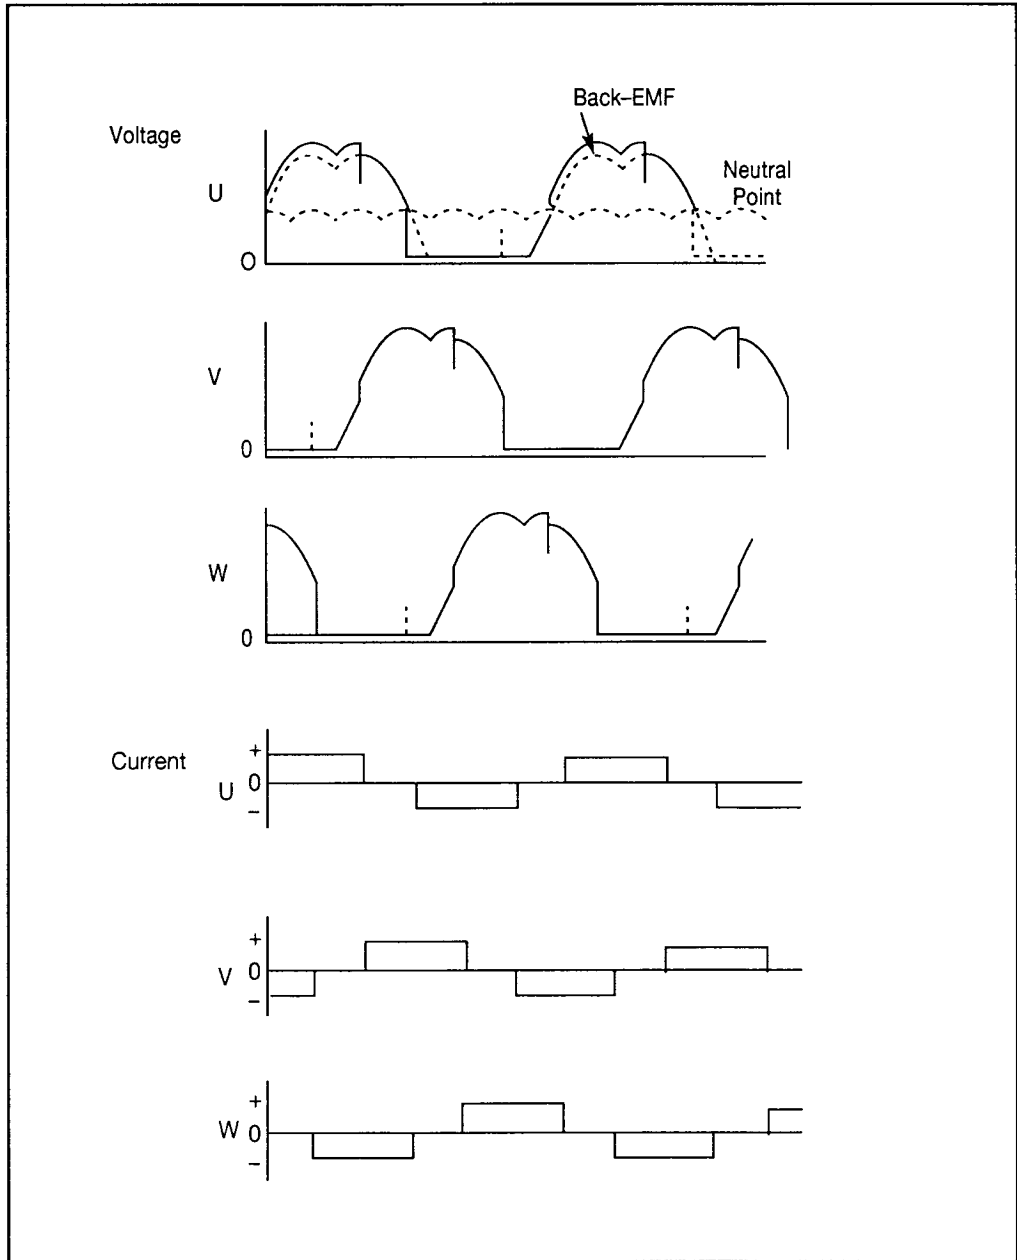 Back–EMF
Voltage
Neutral
Point
U
O
V
0
W
0
Current
+
0
U
–
+
V 0
–
+
W 0
–